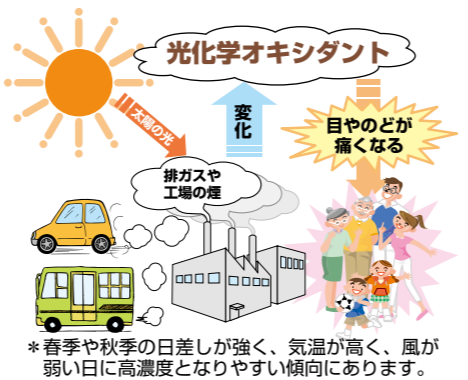 光化学オキシダント
太陽の光
変化
目やのどが
痛くなる
排ガスや
工場の煙
＊春季や秋季の日差しが強く、気温が高く、風が
弱い日に高濃度となりやすい傾向にあります。